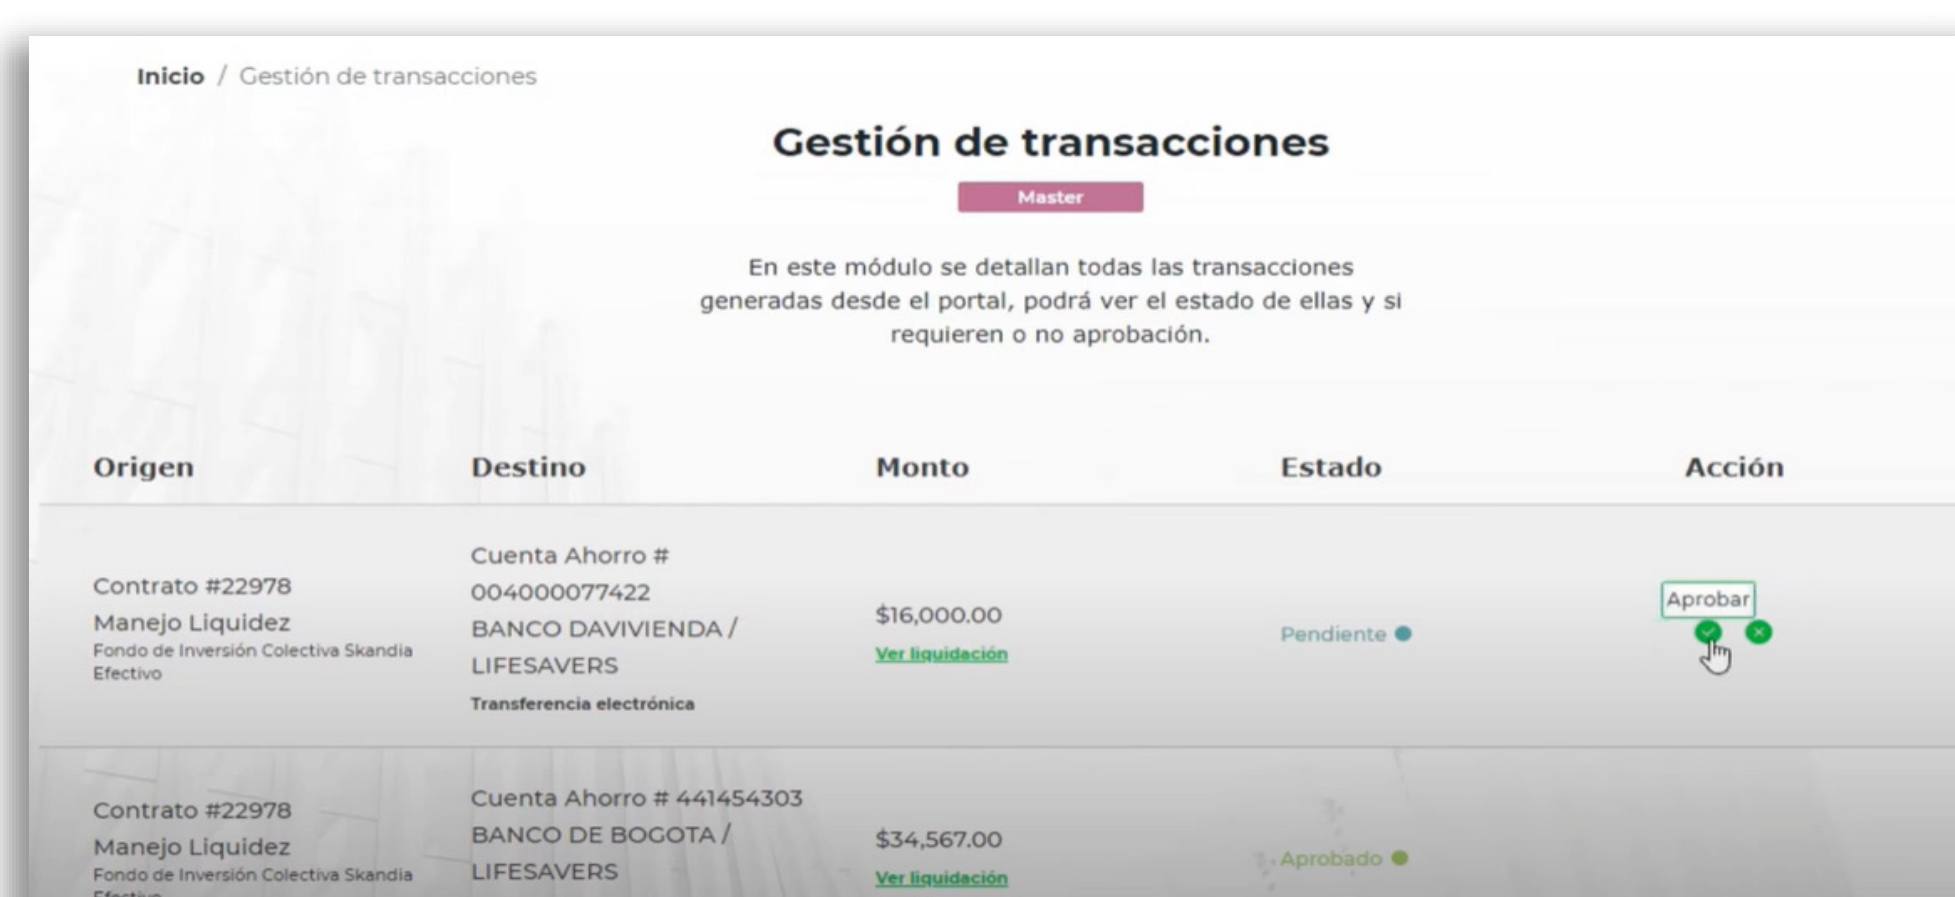 Inicio / Gestión de transacciones
Gestión de transacciones
Master
En este módulo se detallan todas las transacciones
generadas desde el portal, podrá ver el estado de ellas y si
requieren o no aprobación.
Origen Destino Monto Estado Acción
Contrato #22978
Manejo Liquidez
Fondo de Inversión Colectiva Skandia
Efectivo
Cuenta Ahorro #
004000077422
BANCO DAVIVIENDA /
LIFESAVERS
Transferencia electrónica
$16,000.00
Ver liquidación
Pendiente
Aprobar
Contrato #22978
Manejo Liquidez
Fondo de Inversión Colectiva Skandia
Efectivo
Cuenta Ahorro # 441454303
BANCO DE BOGOTA /
LIFESAVERS
$34,567.00
Ver liquidación
Aprobado